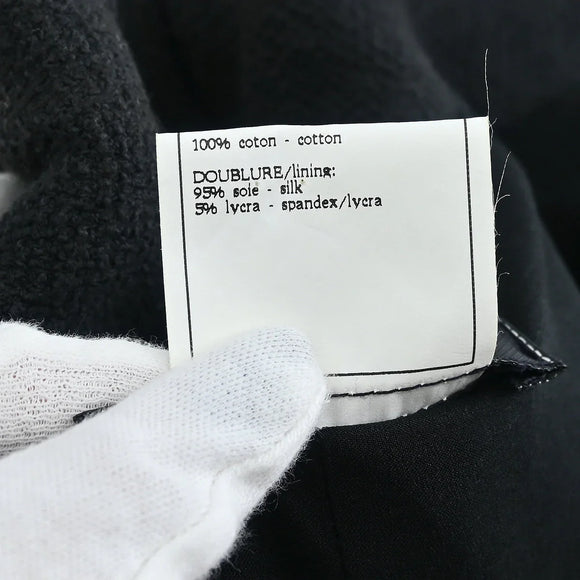 100% coton - cotton
DOUBLURE/lining:
95% soie - silk
5% lycra - spandex/lycra